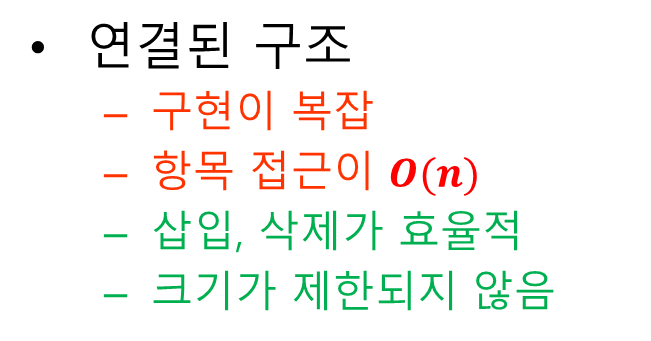 • 연결된 구조
– 구현이 복잡
– 항목 접근이 O(n)
– 삽입, 삭제가 효율적
– 크기가 제한되지 않음